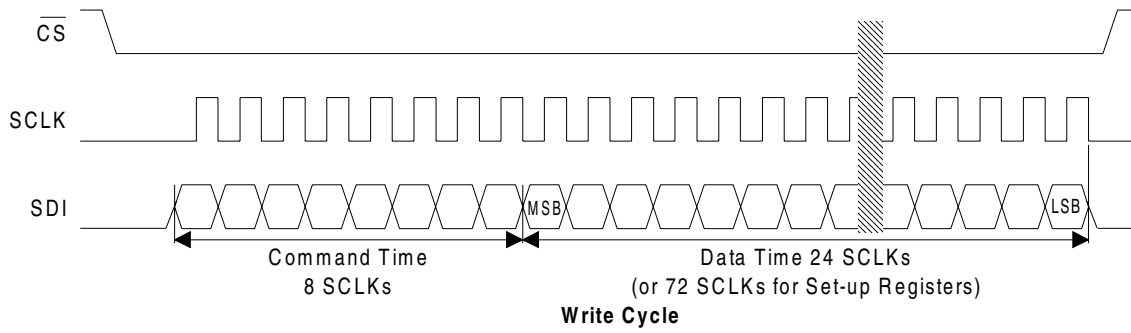 CS
SCLK
SDI
MSB
LSB
Command Time
8 SCLKs
Data Time 24 SCLKs
(or 72 SCLKs for Set-up Registers)
Write Cycle